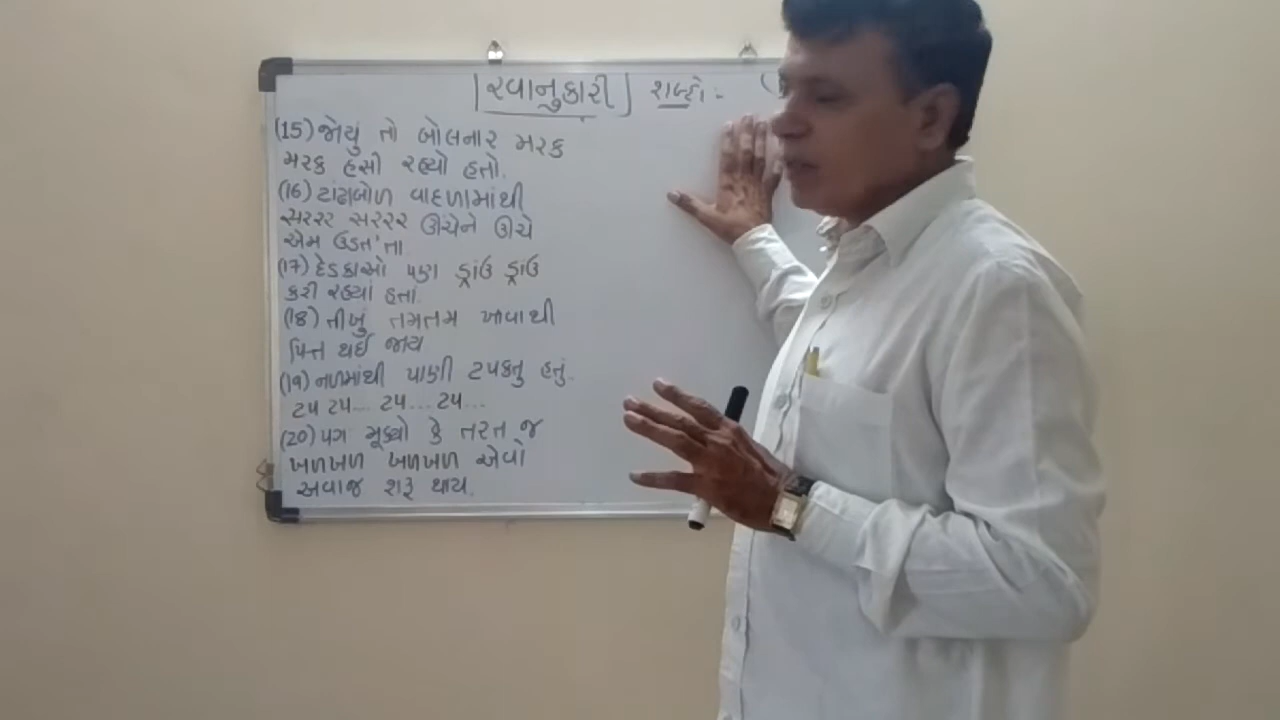 રવાનુકારી શબ્દો :-
(15) જોયું તો બોલનાર મરક
મરક હસી રહ્યો હતો.
(16) ટાંઢાબોળ વાદળામાંથી
સરરર સરરર ઊંચેને ઊંચે
એમ ઉડત'તા
(17) દેડકાઓ પણ ડ્રાંઉ ડ્રાંઉ
કરી રહ્યાં હતાં.
(18) તીખું તમતમ ખાવાથી
પિત્ત થઈ જાય
(19) નળમાંથી પાણી ટપકતુ હતું.
ટપ ટપ... ટપ... ટપ...
(20) પગ મૂક્યો કે તરત જ
ખળખળ ખળખળ એવો
અવાજ શરૂ થાય.